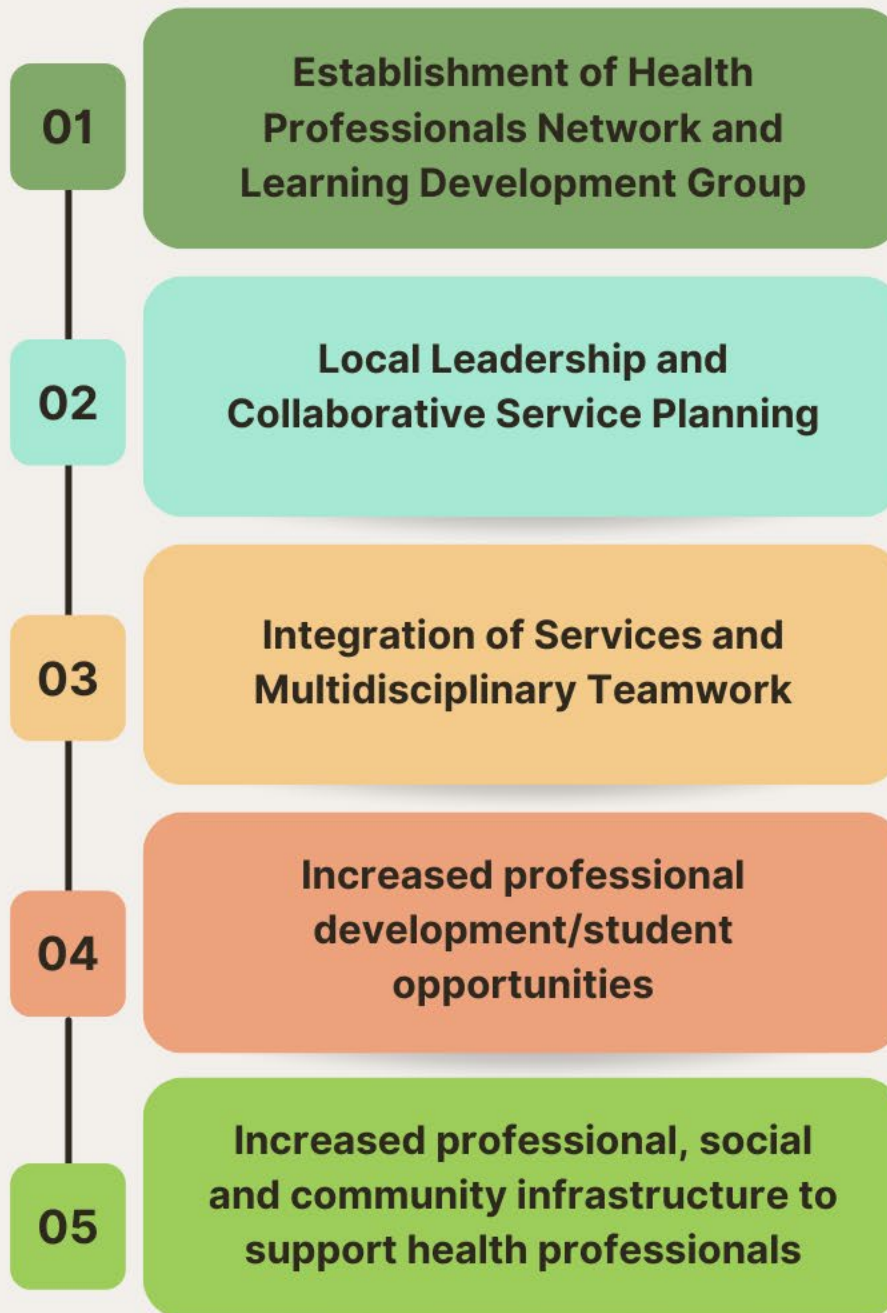 01
Establishment of Health
Professionals Network and
Learning Development Group
02
Local Leadership and
Collaborative Service Planning
03
Integration of Services and
Multidisciplinary Teamwork
04
Increased professional
development/student
opportunities
05
Increased professional, social
and community infrastructure to
support health professionals